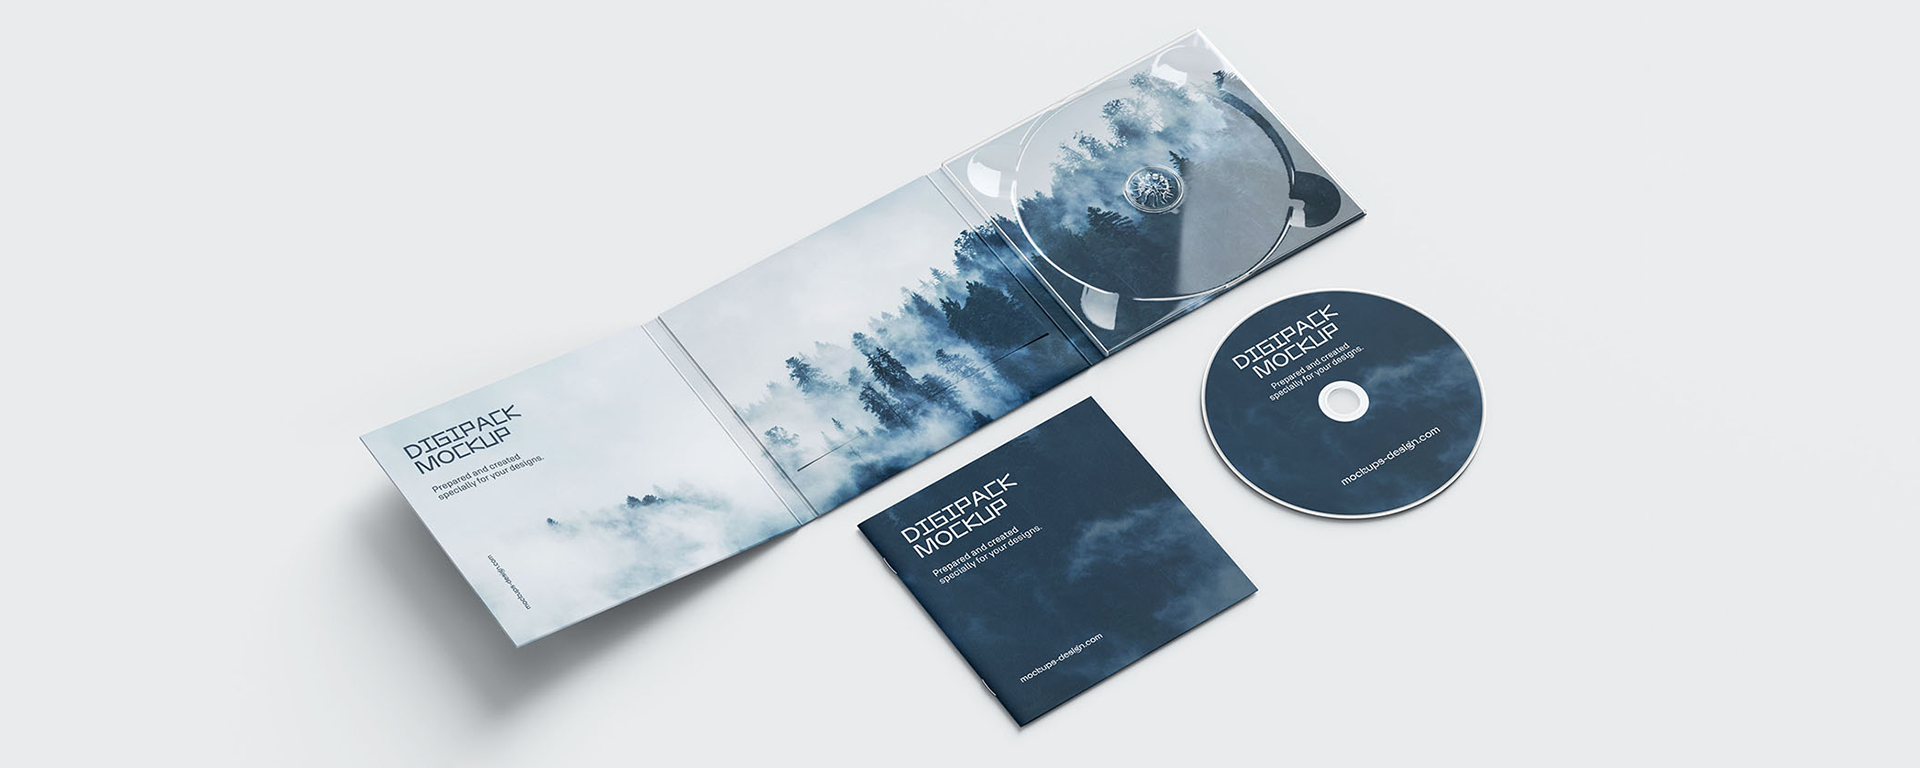 DIGIPACK
MOCKUP
Prepared and created
specially for your designs.
mockups-design.com
DIGIPACK
MOCKUP
Prepared and created
specially for your designs.
mockups-design.com
DIGIPACK
MOCKUP
Prepared and created
specially for your designs.
mockups-design.com